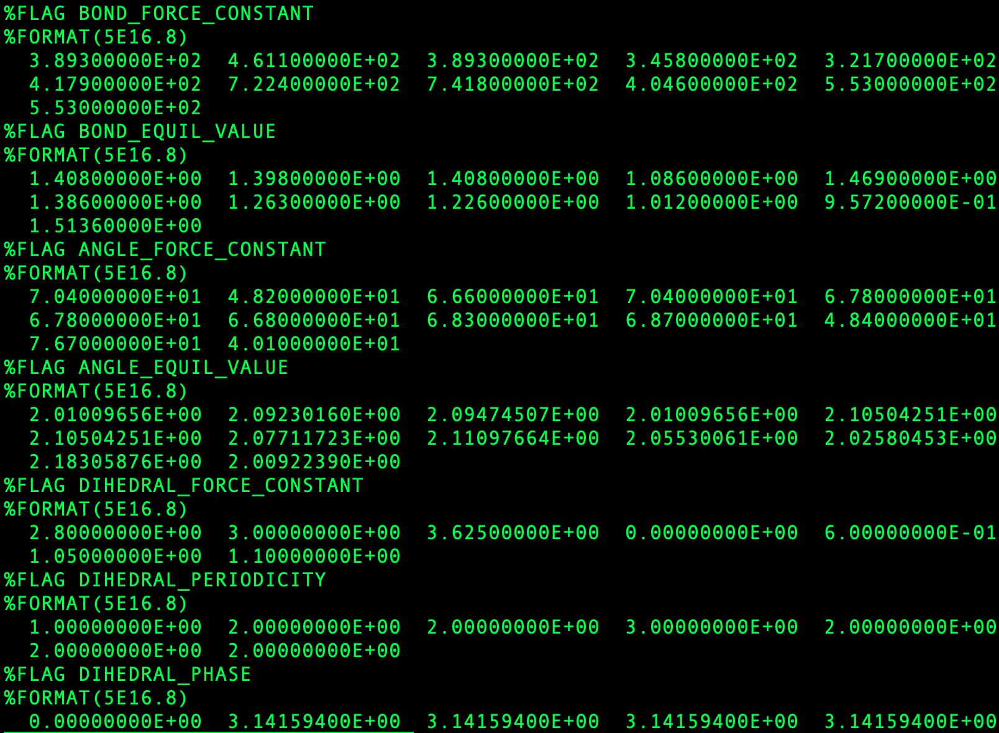 %FLAG BOND_FORCE_CONSTANT
%FORMAT(5E16.8)
  3.89300000E+02  4.61100000E+02  3.89300000E+02  3.45800000E+02  3.21700000E+02
  4.17900000E+02  7.22400000E+02  7.41800000E+02  4.04600000E+02  5.53000000E+02
  5.53000000E+02
%FLAG BOND_EQUIL_VALUE
%FORMAT(5E16.8)
  1.40800000E+00  1.39800000E+00  1.40800000E+00  1.08600000E+00  1.46900000E+00
  1.38600000E+00  1.26300000E+00  1.22600000E+00  1.01200000E+00  9.57200000E-01
  1.51360000E+00
%FLAG ANGLE_FORCE_CONSTANT
%FORMAT(5E16.8)
  7.04000000E+01  4.82000000E+01  6.66000000E+01  7.04000000E+01  6.78000000E+01
  6.78000000E+01  6.68000000E+01  6.83000000E+01  6.87000000E+01  4.84000000E+01
  7.67000000E+01  4.01000000E+01
%FLAG ANGLE_EQUIL_VALUE
%FORMAT(5E16.8)
  2.01009656E+00  2.09230160E+00  2.09474507E+00  2.01009656E+00  2.10504251E+00
  2.10504251E+00  2.07711723E+00  2.11097664E+00  2.05530061E+00  2.02580453E+00
  2.18305876E+00  2.00922390E+00
%FLAG DIHEDRAL_FORCE_CONSTANT
%FORMAT(5E16.8)
  2.80000000E+00  3.00000000E+00  3.62500000E+00  0.00000000E+00  6.00000000E-01
  1.05000000E+00  1.10000000E+00
%FLAG DIHEDRAL_PERIODICITY
%FORMAT(5E16.8)
  1.00000000E+00  2.00000000E+00  2.00000000E+00  3.00000000E+00  2.00000000E+00
  2.00000000E+00  2.00000000E+00
%FLAG DIHEDRAL_PHASE
%FORMAT(5E16.8)
  0.00000000E+00  3.14159400E+00  3.14159400E+00  3.14159400E+00  3.14159400E+00